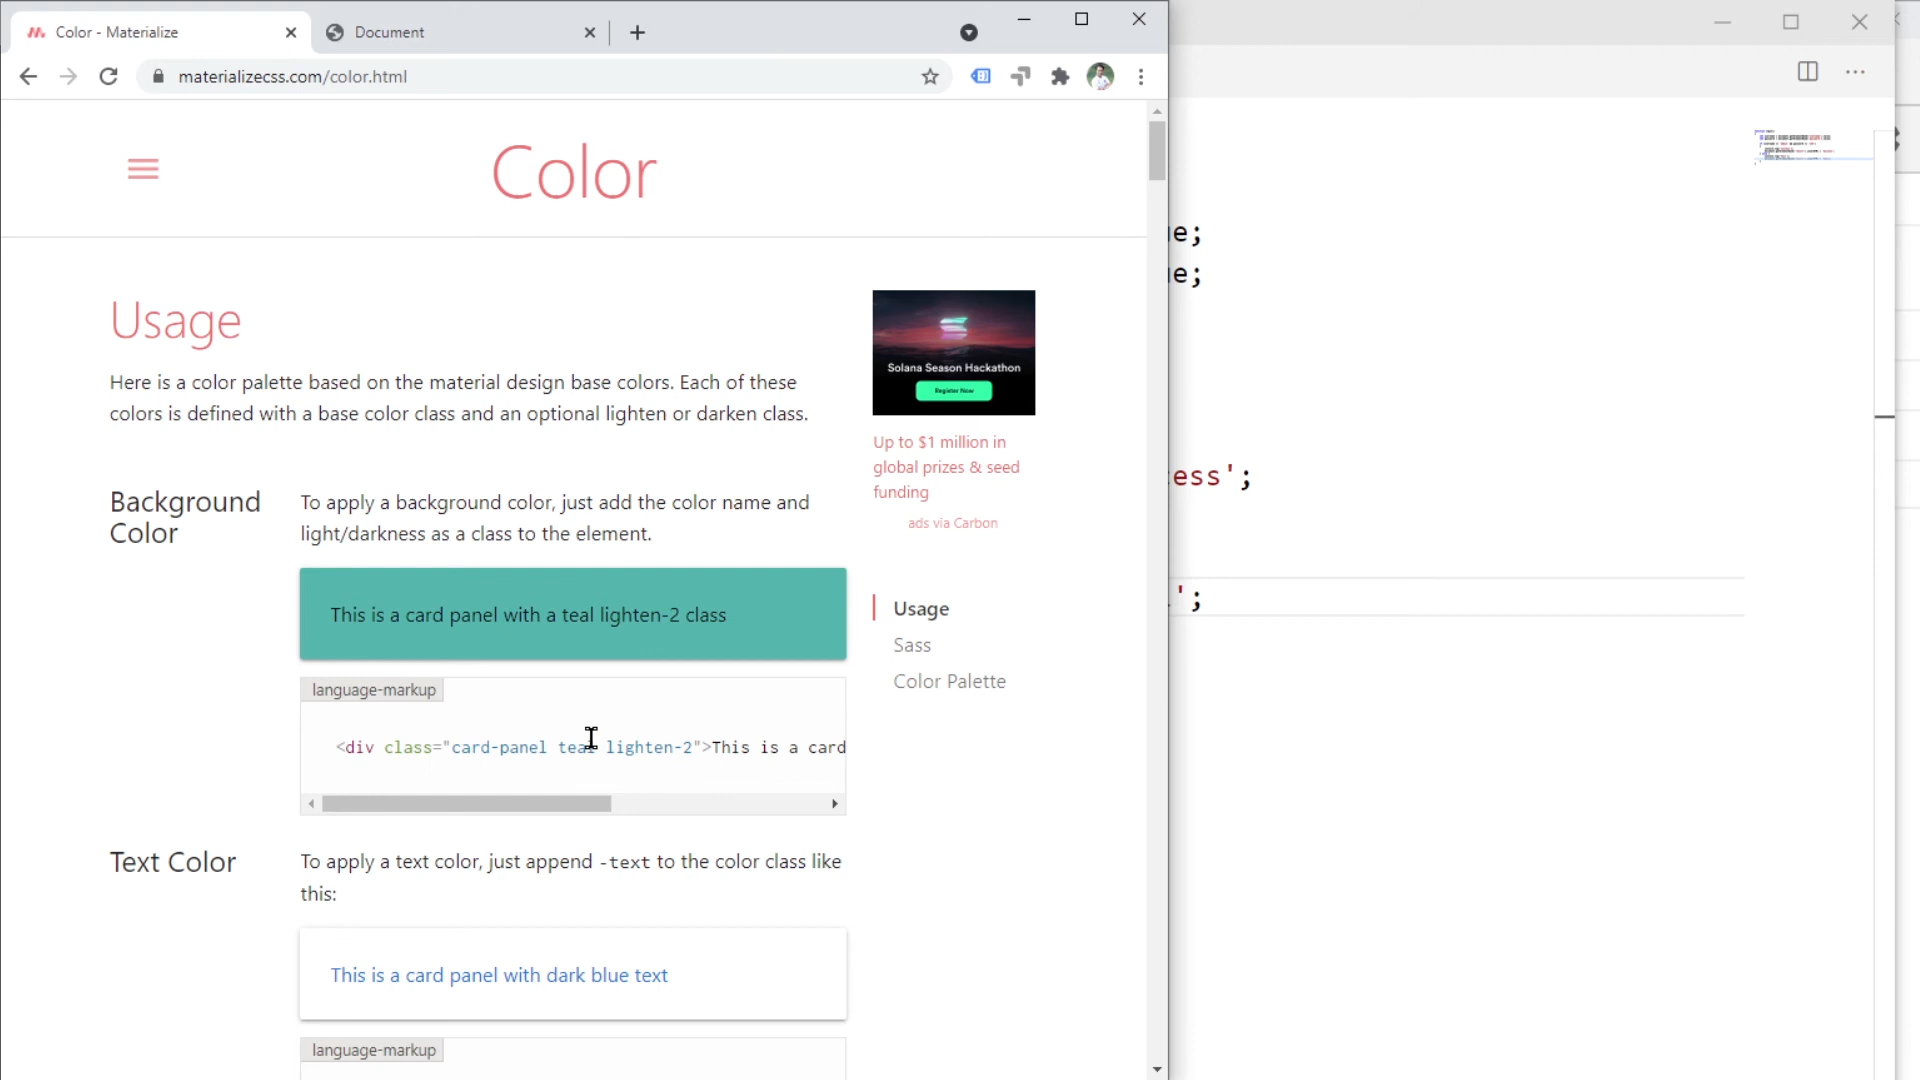 Color - Materialize
Document
materializecss.com/color.html
Color
Usage
Here is a color palette based on the material design base colors. Each of these
colors is defined with a base color class and an optional lighten or darken class.
Background
Color
To apply a background color, just add the color name and
light/darkness as a class to the element.
This is a card panel with a teal lighten-2 class
language-markup
<div class="card-panel teal lighten-2">This is a card
Text Color
To apply a text color, just append -text to the color class like
this:
This is a card panel with dark blue text
language-markup
Solana Season Hackathon
Register Now
Up to $1 million in
global prizes & seed
funding
ads via Carbon
Usage
Sass
Color Palette
e;
e;
ess';
';